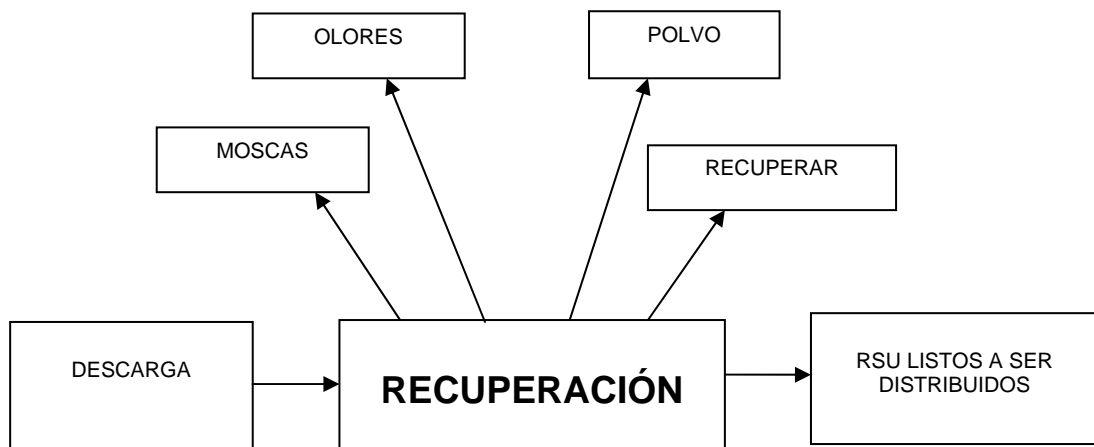 OLORES
POLVO
MOSCAS
RECUPERAR
DESCARGA
RECUPERACIÓN
RSU LISTOS A SER
DISTRIBUIDOS